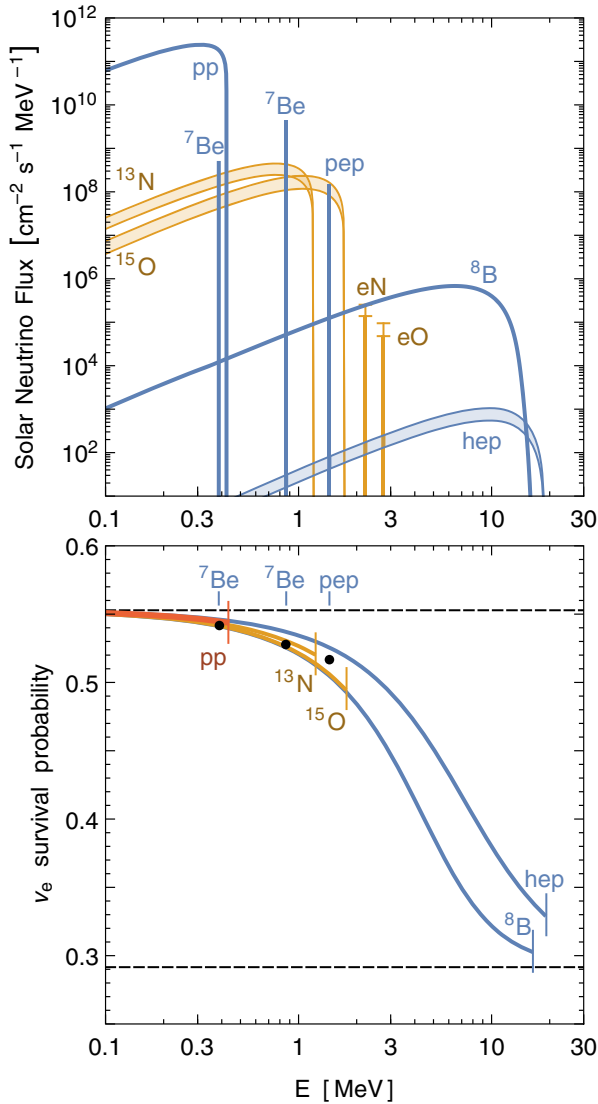 Solar Neutrino Flux [cm⁻² s⁻¹ MeV⁻¹]
10¹²
10¹⁰
10⁸
10⁶
10⁴
10²
pp
⁷Be
⁷Be
pep
¹³N
¹⁵O
eN
eO
⁸B
hep
0.1 0.3 1 3 10 30
νₑ survival probability
0.6
0.5
0.4
0.3
⁷Be ⁷Be pep
pp
¹³N
¹⁵O
hep
⁸B
0.1 0.3 1 3 10 30
E [MeV]